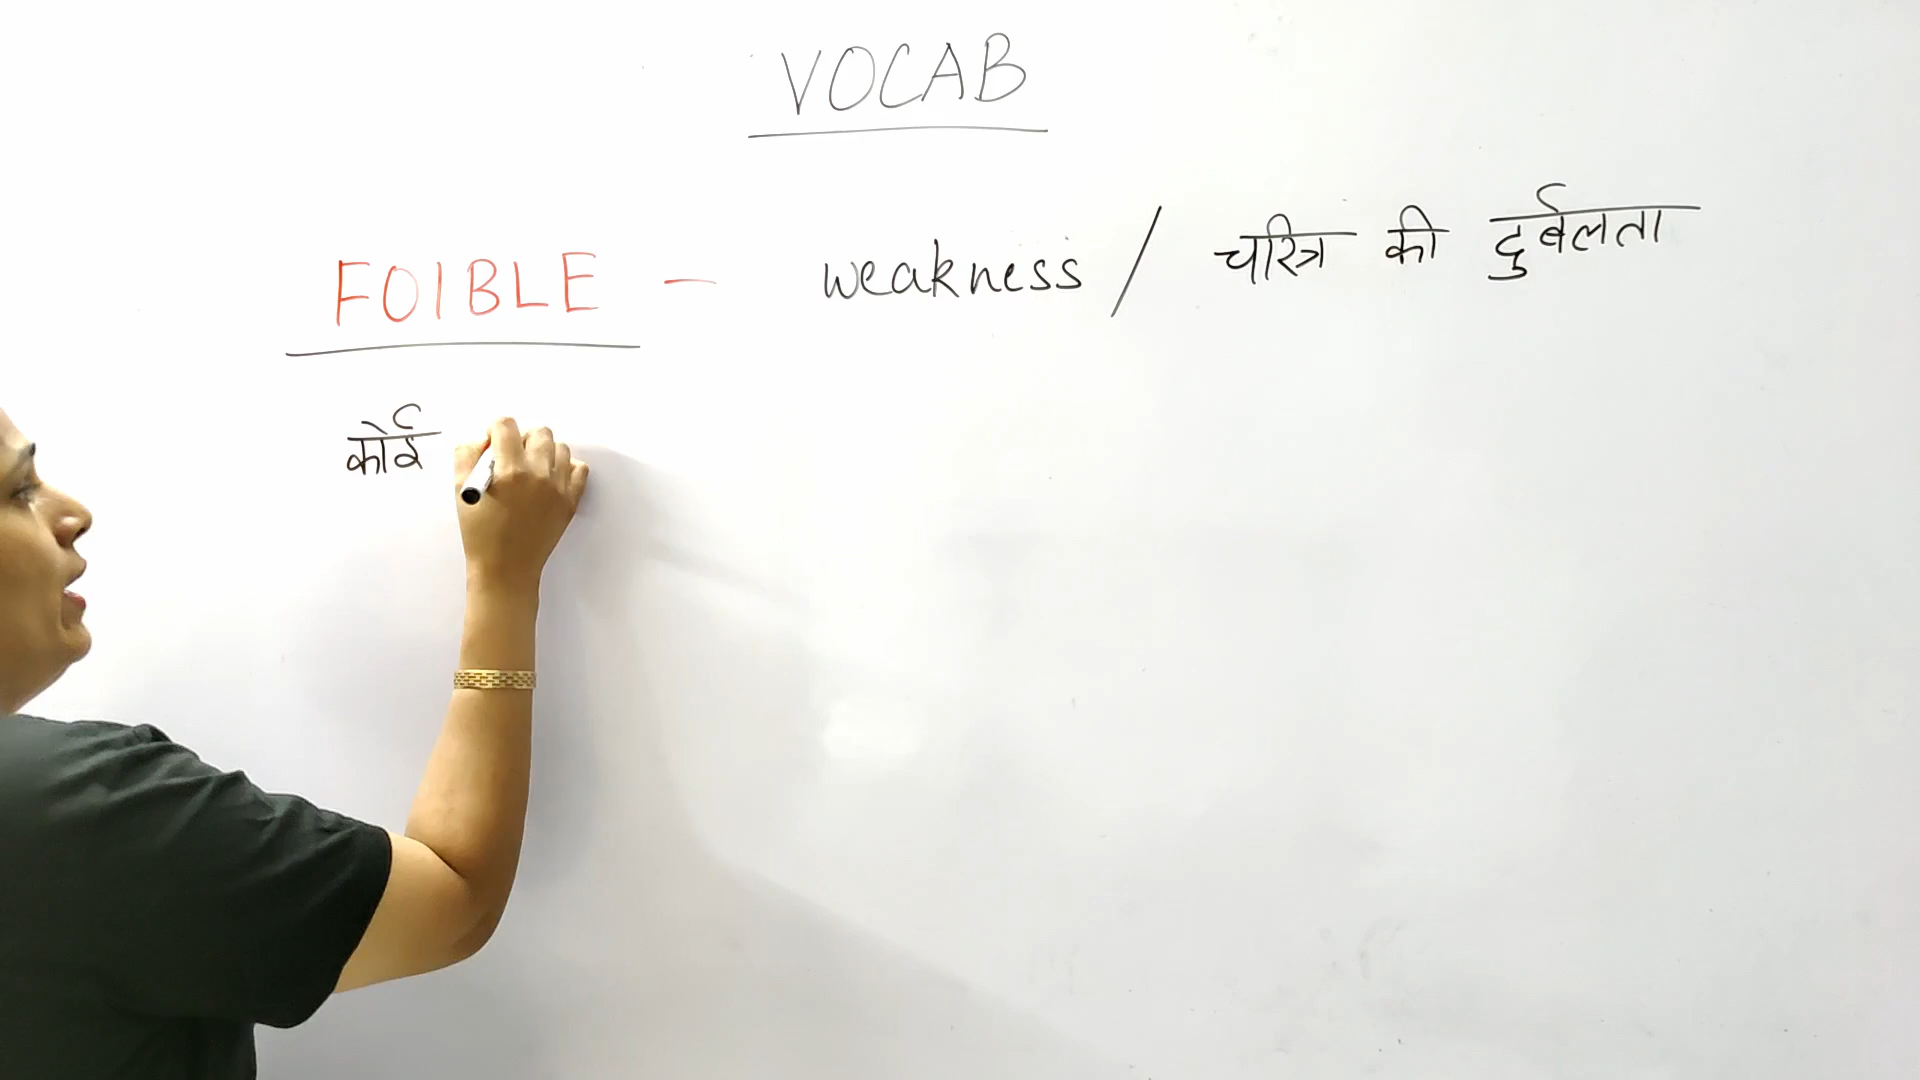 VOCAB
FOIBLE - weakness / चरित्र की दुर्बलता
कोई